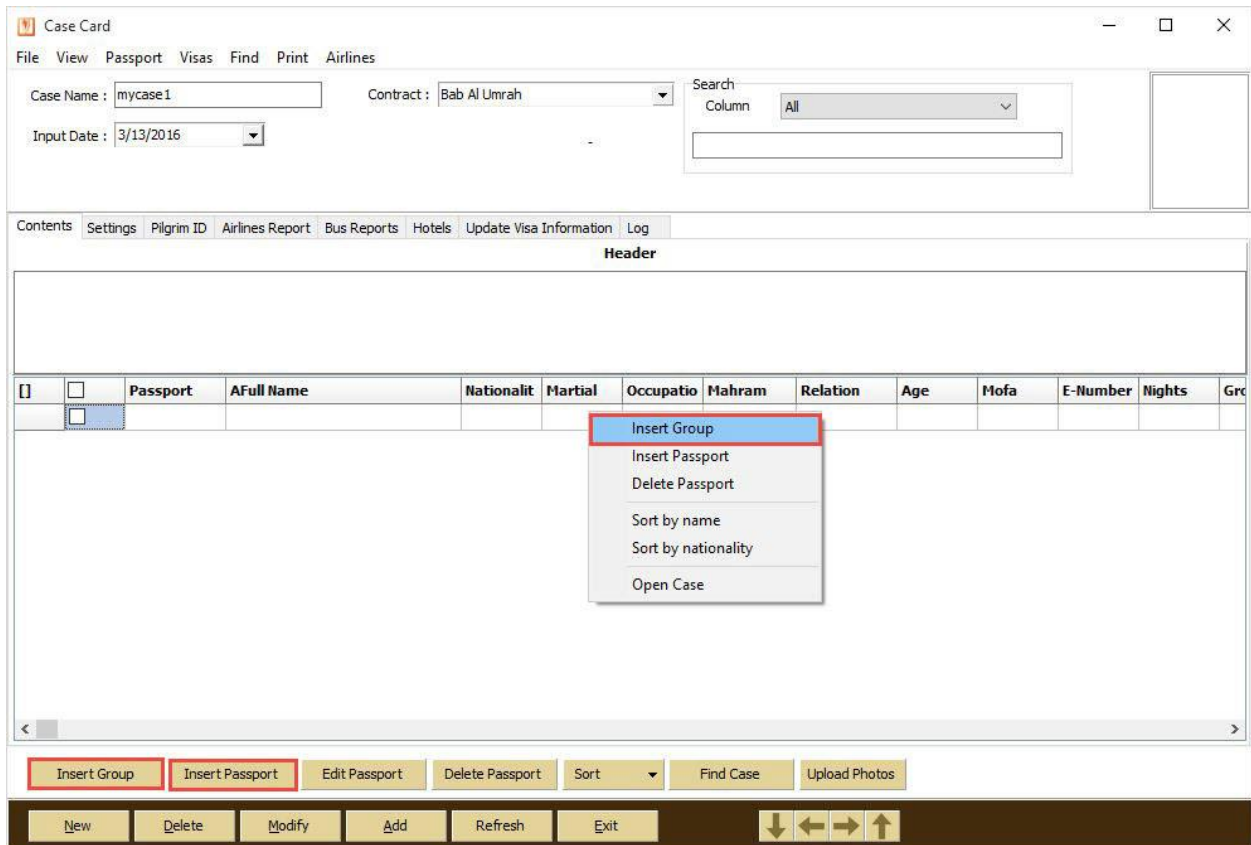 Case Card
File View Passport Visas Find Print Airlines
Case Name : mycase1 Contract : Bab Al Umrah Search
Column All
Input Date : 3/13/2016 -
Contents Settings Pilgrim ID Airlines Report Bus Reports Hotels Update Visa Information Log
Header
[] Passport AFull Name Nationalit Martial Occupatio Mahram Relation Age Mofa E-Number Nights Gro
Insert Group
Insert Passport
Delete Passport
Sort by name
Sort by nationality
Open Case
Insert Group Insert Passport Edit Passport Delete Passport Sort Find Case Upload Photos
New Delete Modify Add Refresh Exit